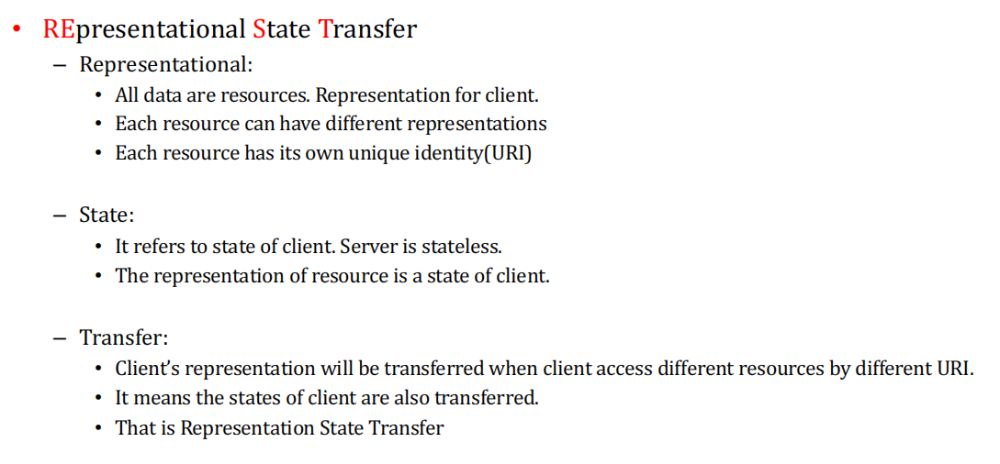 • REpresentational State Transfer
– Representational:
• All data are resources. Representation for client.
• Each resource can have different representations
• Each resource has its own unique identity(URI)
– State:
• It refers to state of client. Server is stateless.
• The representation of resource is a state of client.
– Transfer:
• Client’s representation will be transferred when client access different resources by different URI.
• It means the states of client are also transferred.
• That is Representation State Transfer